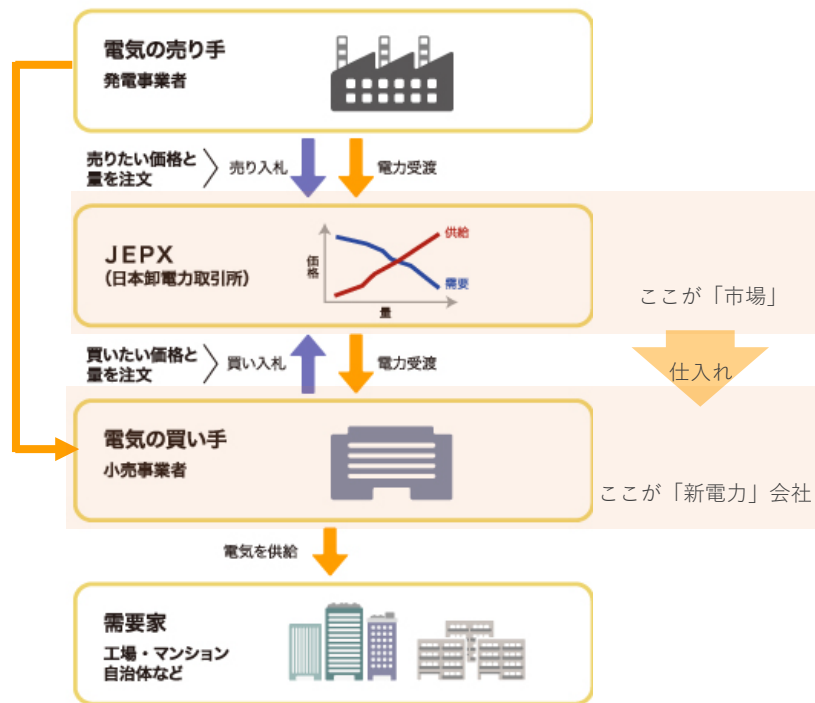 電気の売り手
発電事業者
売りたい価格と
量を注文
売り入札
電力受渡
JEPX
（日本卸電力取引所）
価格
供給
需要
量
ここが「市場」
買いたい価格と
量を注文
買い入札
電力受渡
仕入れ
電気の買い手
小売事業者
ここが「新電力」会社
電気を供給
需要家
工場・マンション
自治体など